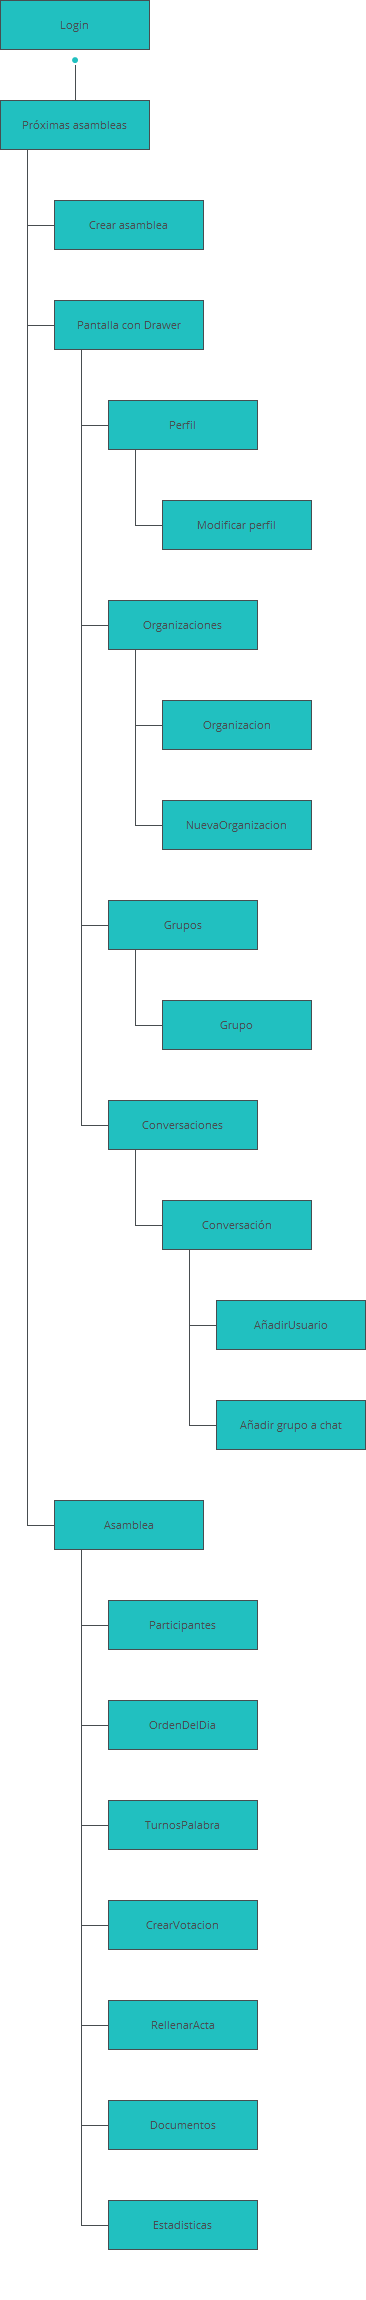 Login
Próximas asambleas
Crear asamblea
Pantalla con Drawer
Perfil
Modificar perfil
Organizaciones
Organizacion
NuevaOrganizacion
Grupos
Grupo
Conversaciones
Conversación
AñadirUsuario
Añadir grupo a chat
Asamblea
Participantes
OrdenDelDia
TurnosPalabra
CrearVotacion
RellenarActa
Documentos
Estadisticas